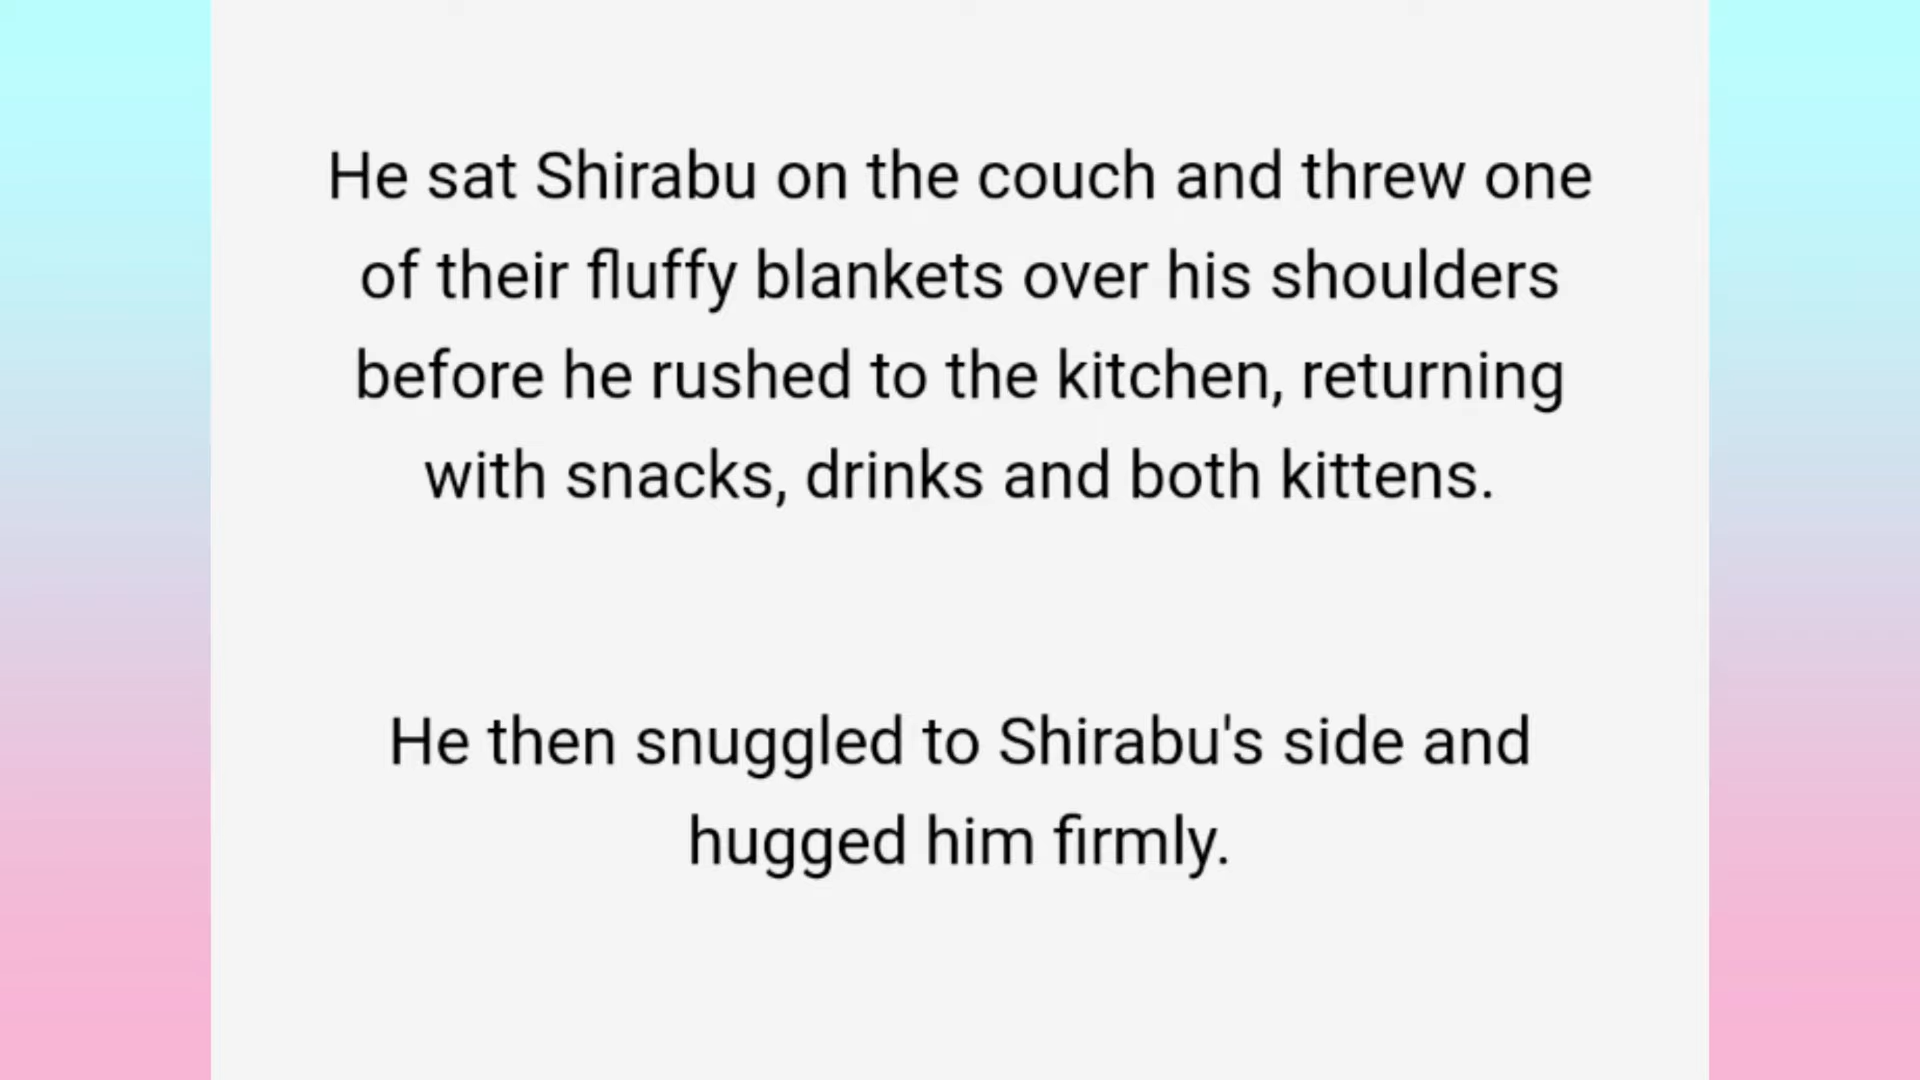 He sat Shirabu on the couch and threw one
of their fluffy blankets over his shoulders
before he rushed to the kitchen, returning
with snacks, drinks and both kittens.
He then snuggled to Shirabu's side and
hugged him firmly.